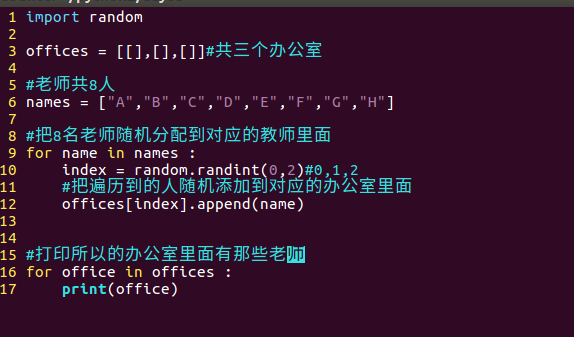 1 import random
2
3 offices = [[],[],[]]#共三个办公室
4
5 #老师共8人
6 names = ["A","B","C","D","E","F","G","H"]
7
8 #把8名老师随机分配到对应的教师里面
9 for name in names :
10     index = random.randint(0,2)#0,1,2
11     #把遍历到的人随机添加到对应的办公室里面
12     offices[index].append(name)
13
14
15 #打印所以的办公室里面有那些老师
16 for office in offices :
17     print(office)